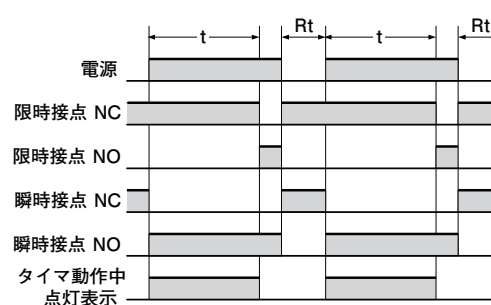 t Rt t Rt
電源
限時接点 NC
限時接点 NO
瞬時接点 NC
瞬時接点 NO
タイマ動作中
点灯表示